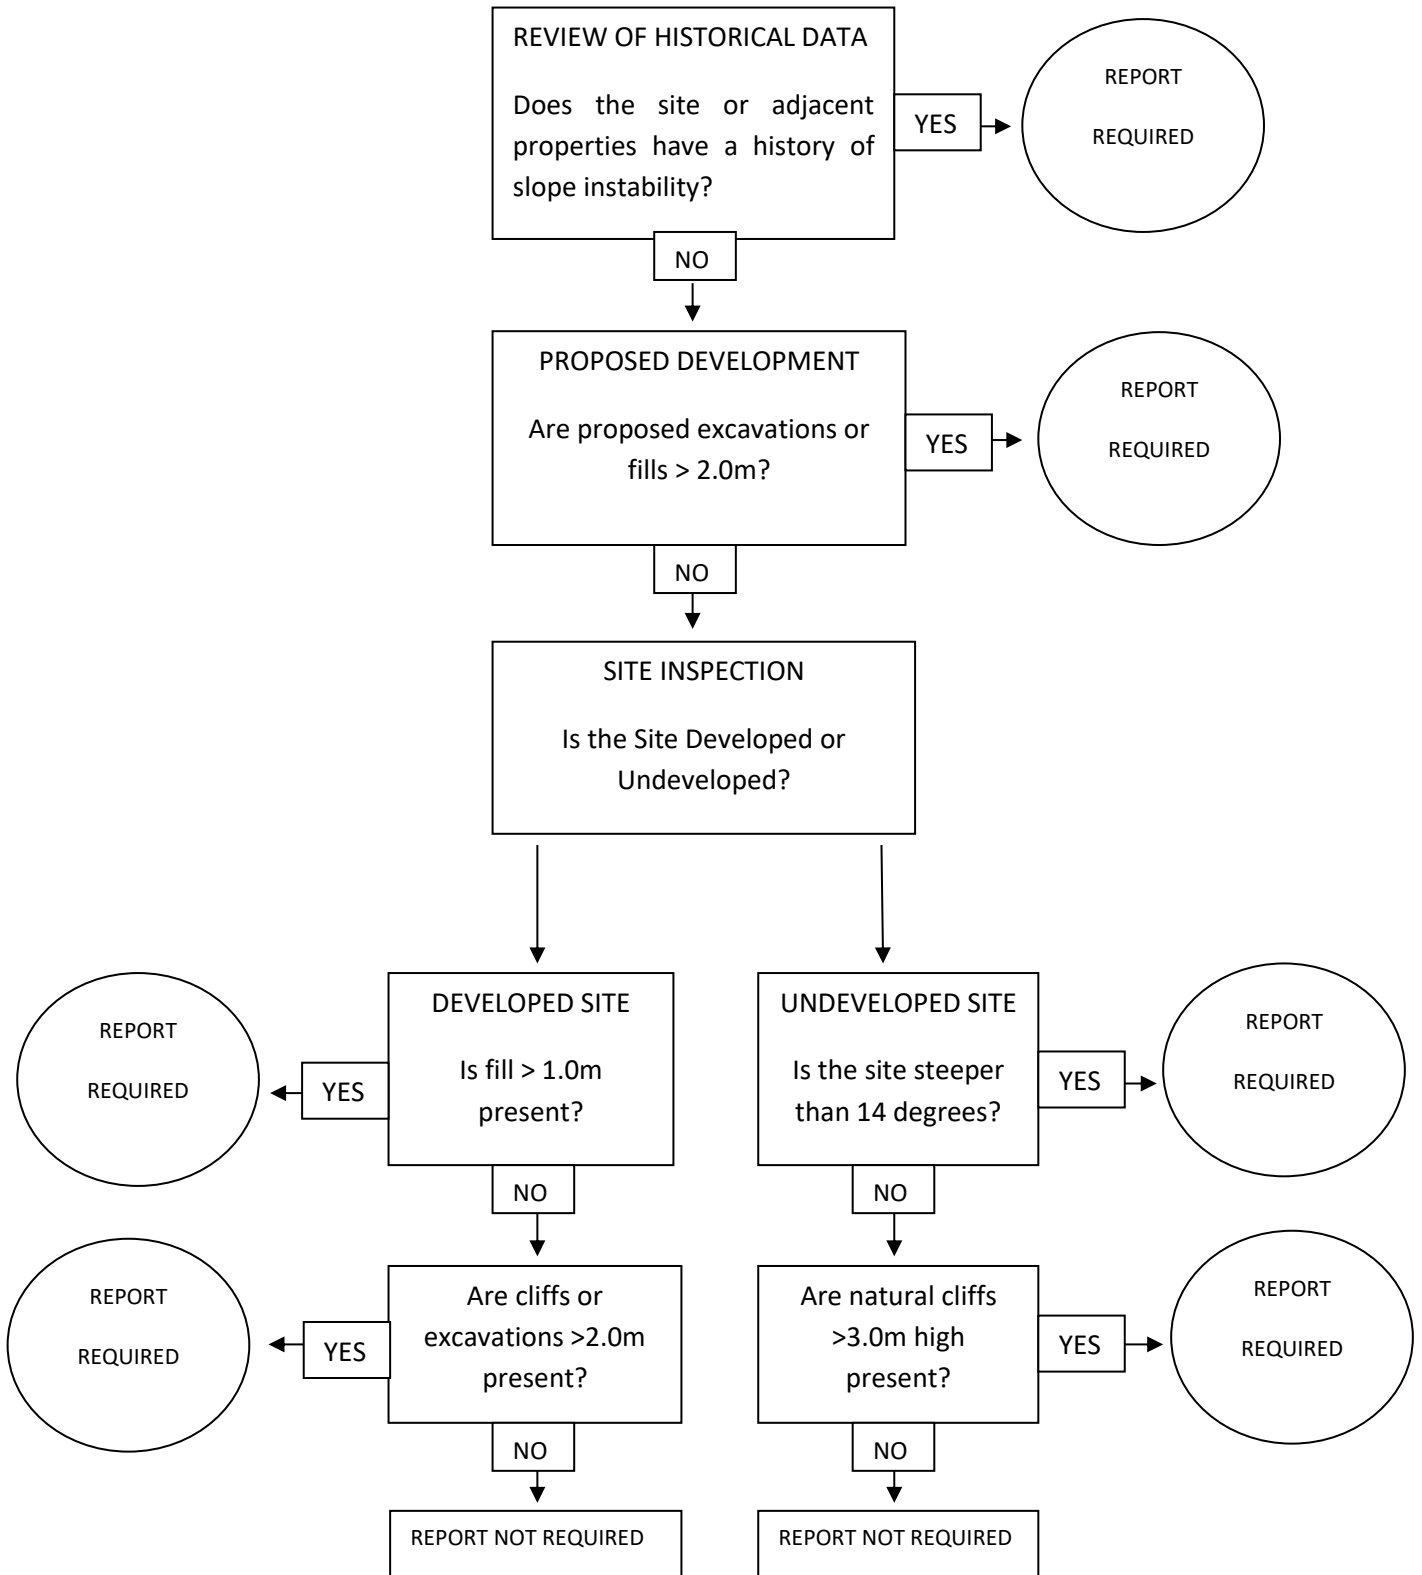 REVIEW OF HISTORICAL DATA
Does the site or adjacent
properties have a history of
slope instability?
YES
REPORT
REQUIRED
NO
PROPOSED DEVELOPMENT
Are proposed excavations or
fills > 2.0m?
YES
REPORT
REQUIRED
NO
SITE INSPECTION
Is the Site Developed or
Undeveloped?
DEVELOPED SITE
Is fill > 1.0m
present?
YES
REPORT
REQUIRED
NO
Are cliffs or
excavations >2.0m
present?
YES
REPORT
REQUIRED
NO
REPORT NOT REQUIRED
UNDEVELOPED SITE
Is the site steeper
than 14 degrees?
YES
REPORT
REQUIRED
NO
Are natural cliffs
>3.0m high
present?
YES
REPORT
REQUIRED
NO
REPORT NOT REQUIRED